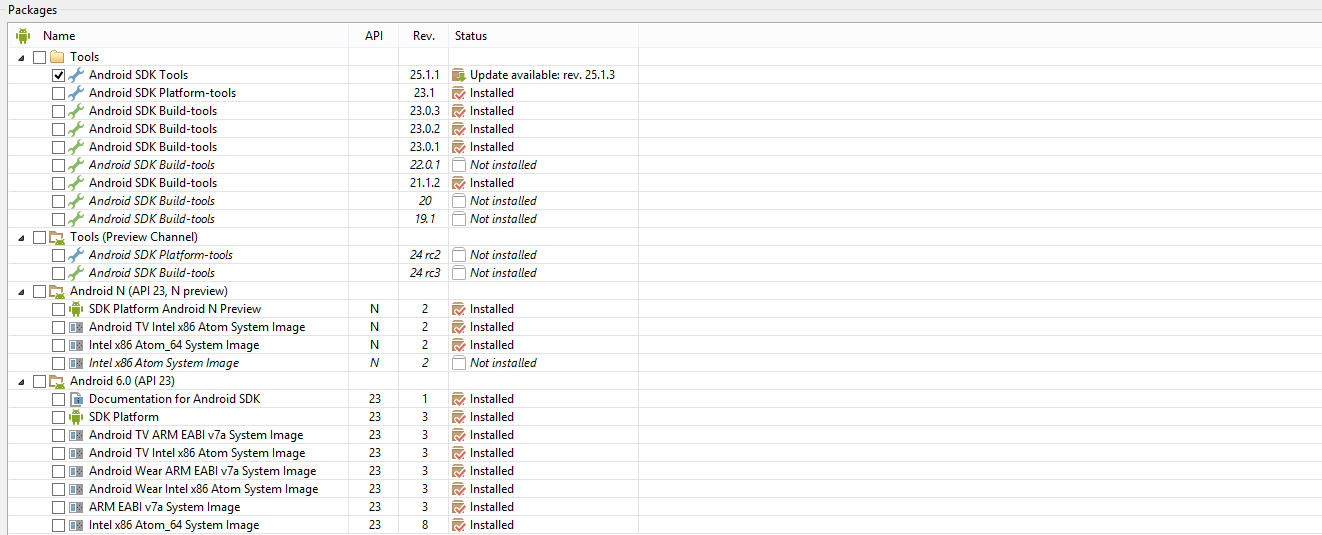 Packages
Name API Rev. Status
Tools
Android SDK Tools 25.1.1 Update available: rev. 25.1.3
Android SDK Platform-tools 23.1 Installed
Android SDK Build-tools 23.0.3 Installed
Android SDK Build-tools 23.0.2 Installed
Android SDK Build-tools 23.0.1 Installed
Android SDK Build-tools 22.0.1 Not installed
Android SDK Build-tools 21.1.2 Installed
Android SDK Build-tools 20 Not installed
Android SDK Build-tools 19.1 Not installed
Tools (Preview Channel)
Android SDK Platform-tools 24 rc2 Not installed
Android SDK Build-tools 24 rc3 Not installed
Android N (API 23, N preview)
SDK Platform Android N Preview N 2 Installed
Android TV Intel x86 Atom System Image N 2 Installed
Intel x86 Atom_64 System Image N 2 Installed
Intel x86 Atom System Image N 2 Not installed
Android 6.0 (API 23)
Documentation for Android SDK 23 1 Installed
SDK Platform 23 3 Installed
Android TV ARM EABI v7a System Image 23 3 Installed
Android TV Intel x86 Atom System Image 23 3 Installed
Android Wear ARM EABI v7a System Image 23 3 Installed
Android Wear Intel x86 Atom System Image 23 3 Installed
ARM EABI v7a System Image 23 3 Installed
Intel x86 Atom_64 System Image 23 8 Installed